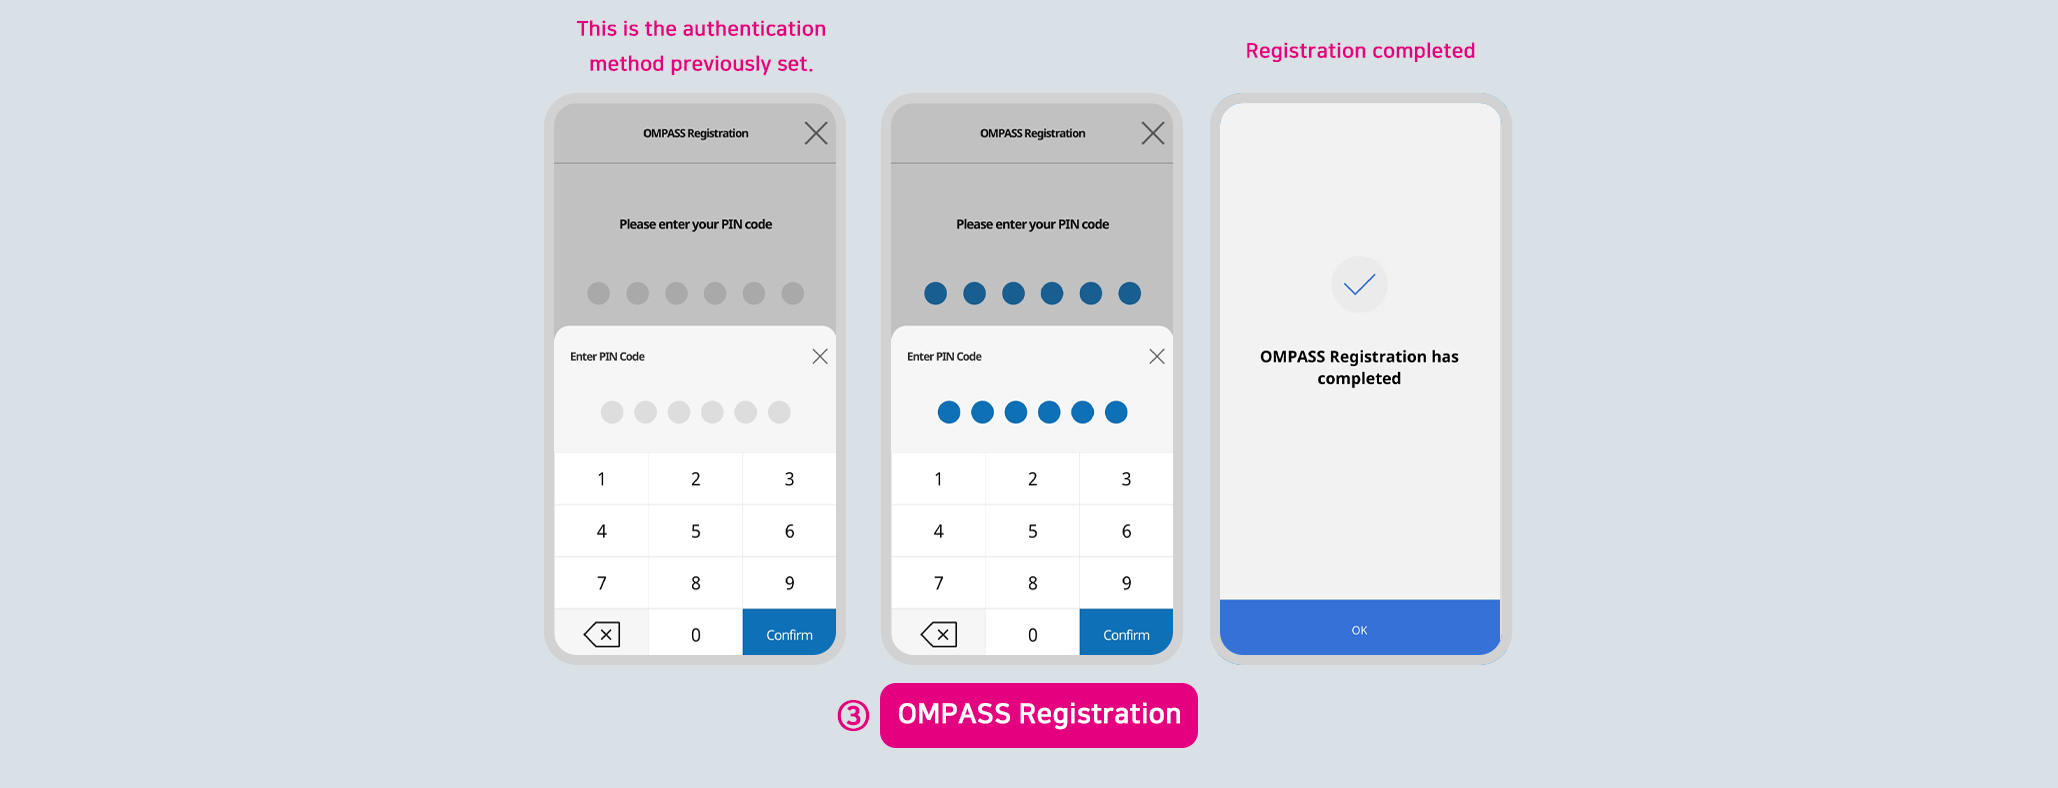 This is the authentication
method previously set.
OMPASS Registration
Please enter your PIN code
Enter PIN Code
1 2 3
4 5 6
7 8 9
0 Confirm
OMPASS Registration
Please enter your PIN code
Enter PIN Code
1 2 3
4 5 6
7 8 9
0 Confirm
Registration completed
OMPASS Registration has
completed
OK
③ OMPASS Registration